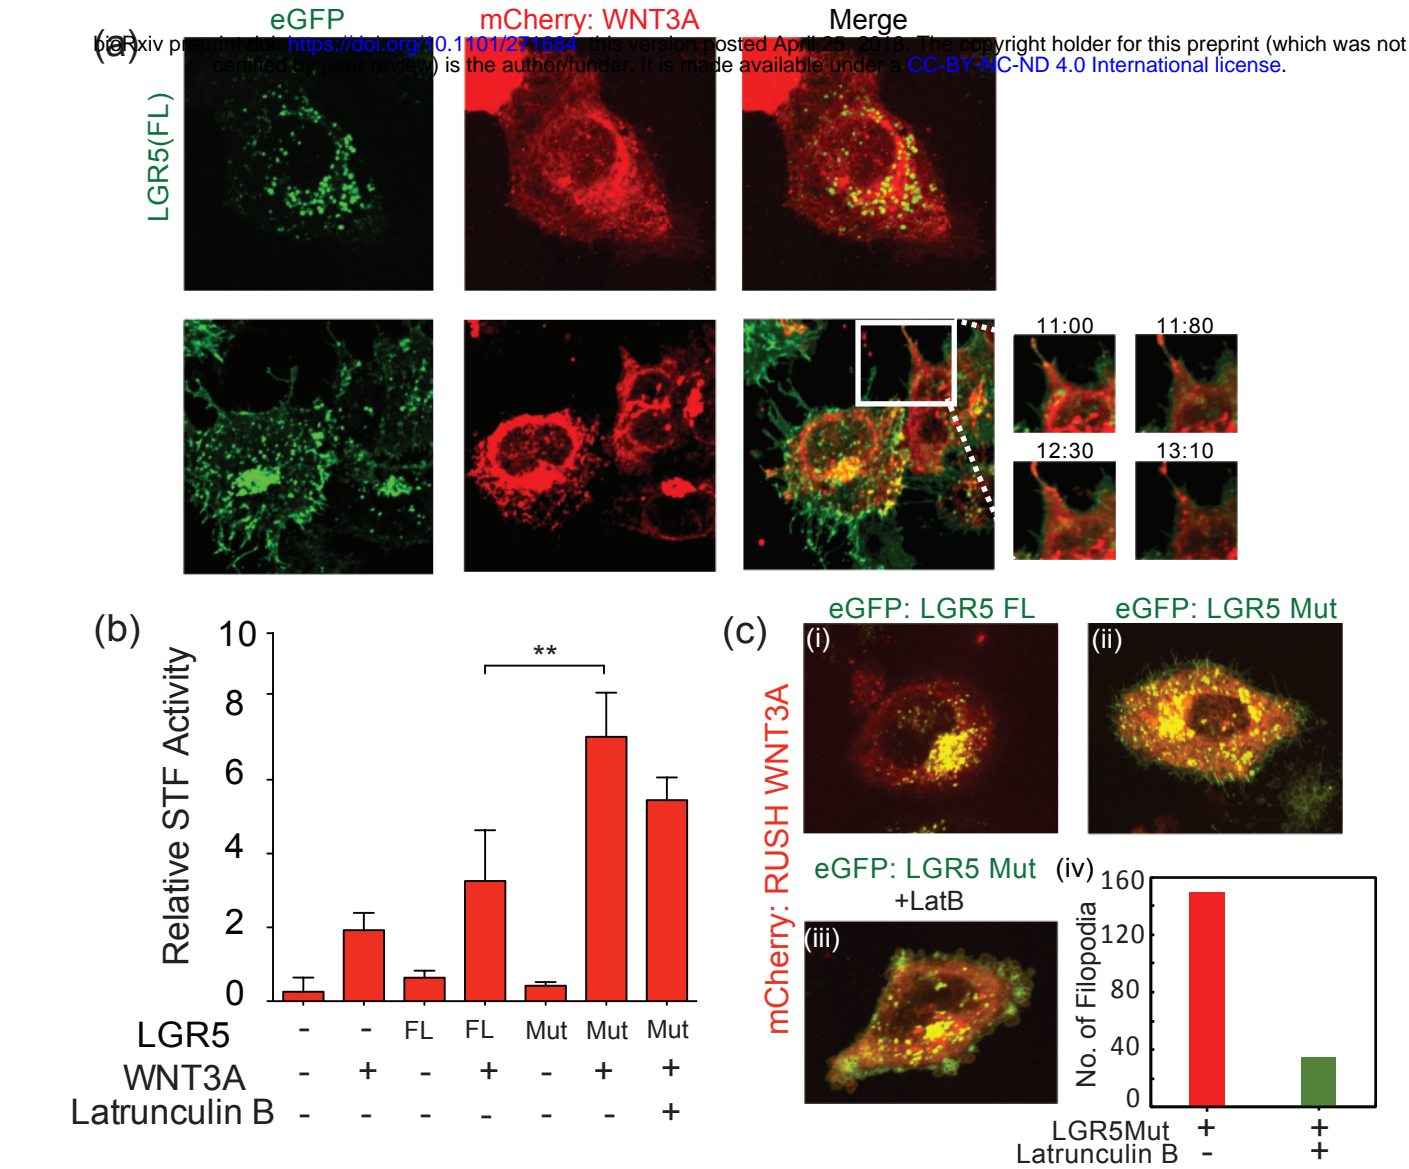 eGFP
mCherry: WNT3A
Merge
(a)
bioRxiv preprint doi: https://doi.org/10.1101/271684; this version posted April 25, 2018. The copyright holder for this preprint (which was not
certified by peer review) is the author/funder. It is made available under a CC-BY-NC-ND 4.0 International license.
LGR5(FL)
11:00
11:80
12:30
13:10
(b)
Relative STF Activity
10
8
6
4
2
0
**
LGR5 - - FL FL Mut Mut Mut
WNT3A - + - + - + +
Latrunculin B - - - - - - +
(c)
mCherry: RUSH WNT3A
eGFP: LGR5 FL
(i)
eGFP: LGR5 Mut
(ii)
eGFP: LGR5 Mut
+LatB
(iii)
(iv)
No. of Filopodia
160
120
80
40
0
LGR5Mut + +
Latrunculin B - +